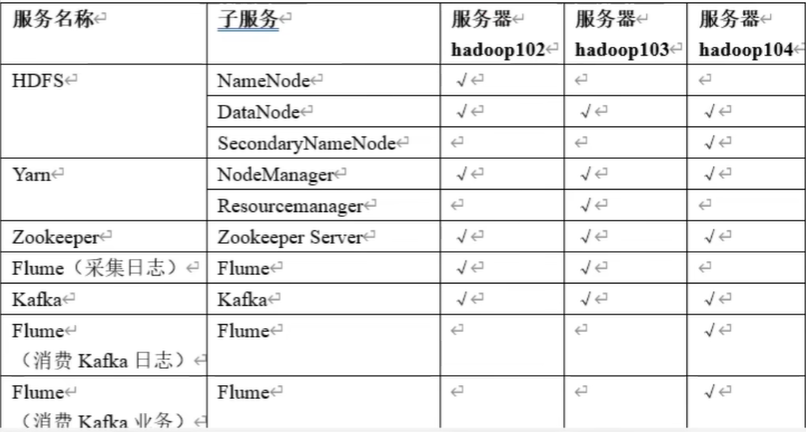 服务名称 子服务 服务器 服务器 服务器
hadoop102 hadoop103 hadoop104
HDFS NameNode √
DataNode √ √ √
SecondaryNameNode √
Yarn NodeManager √ √ √
Resourcemanager √
Zookeeper Zookeeper Server √ √ √
Flume（采集日志） Flume √ √
Kafka Kafka √ √ √
Flume Flume √
（消费 Kafka 日志）
Flume Flume √
（消费 Kafka 业务）